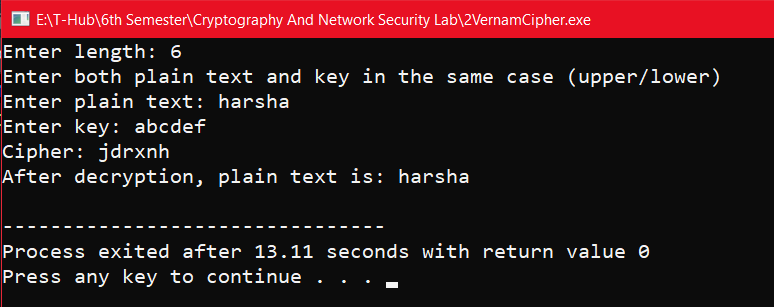 E:\T-Hub\6th Semester\Cryptography And Network Security Lab\2VernamCipher.exe
Enter length: 6
Enter both plain text and key in the same case (upper/lower)
Enter plain text: harsha
Enter key: abcdef
Cipher: jdrxnh
After decryption, plain text is: harsha
--------------------------------
Process exited after 13.11 seconds with return value 0
Press any key to continue . . .